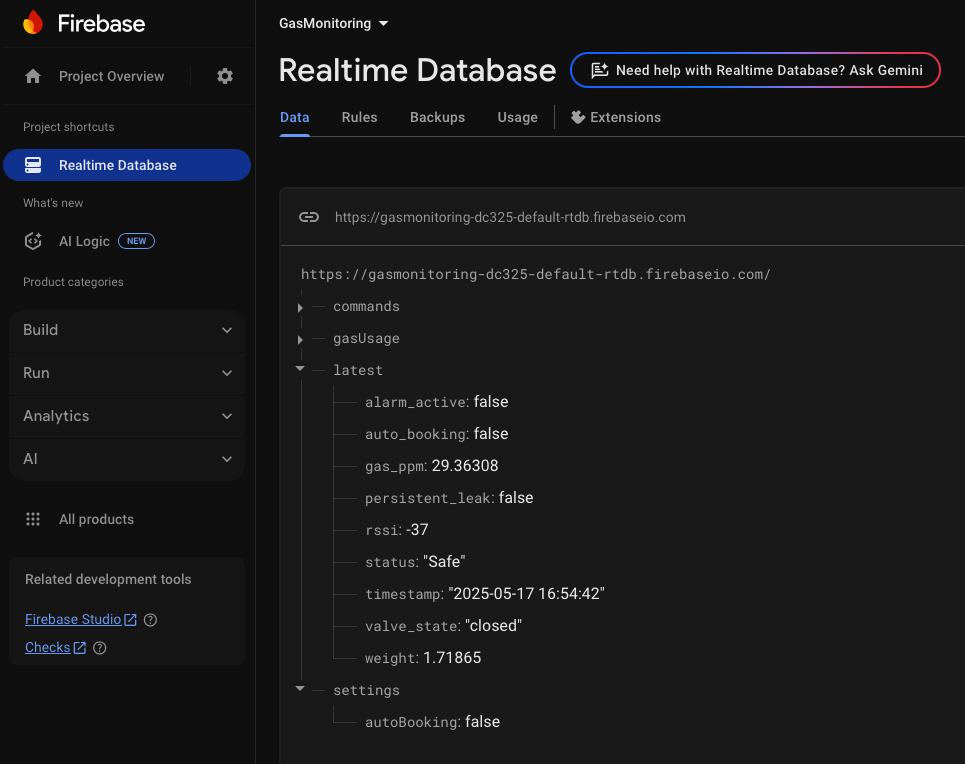 Firebase
Project Overview
Project shortcuts
Realtime Database
What's new
AI Logic NEW
Product categories
Build
Run
Analytics
AI
All products
Related development tools
Firebase Studio
Checks
GasMonitoring
Realtime Database
Need help with Realtime Database? Ask Gemini
Data Rules Backups Usage Extensions
https://gasmonitoring-dc325-default-rtdb.firebaseio.com
https://gasmonitoring-dc325-default-rtdb.firebaseio.com/
commands
gasUsage
latest
alarm_active: false
auto_booking: false
gas_ppm: 29.36308
persistent_leak: false
rssi: -37
status: "Safe"
timestamp: "2025-05-17 16:54:42"
valve_state: "closed"
weight: 1.71865
settings
autoBooking: false